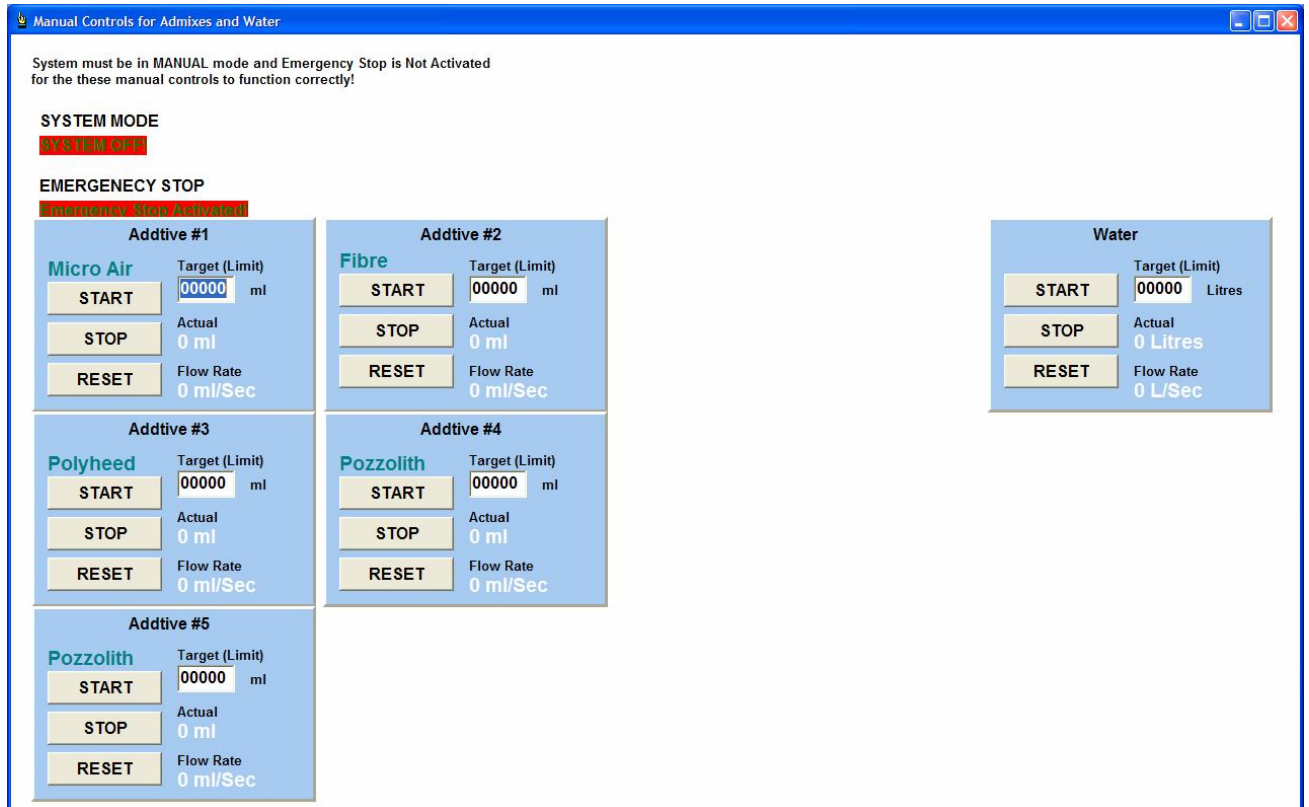 Manual Controls for Admixes and Water
System must be in MANUAL mode and Emergency Stop is Not Activated
for the these manual controls to function correctly!
SYSTEM MODE
SYSTEM OFF!
EMERGENECY STOP
Emergency Stop Activated!
Addtive #1
Micro Air
Target (Limit)
00000 ml
START
Actual
STOP
0 ml
Flow Rate
RESET
0 ml/Sec
Addtive #2
Fibre
Target (Limit)
00000 ml
START
Actual
STOP
0 ml
Flow Rate
RESET
0 ml/Sec
Water
Target (Limit)
START
00000 Litres
Actual
STOP
0 Litres
Flow Rate
RESET
0 L/Sec
Addtive #3
Polyheed
Target (Limit)
00000 ml
START
Actual
STOP
0 ml
Flow Rate
RESET
0 ml/Sec
Addtive #4
Pozzolith
Target (Limit)
00000 ml
START
Actual
STOP
0 ml
Flow Rate
RESET
0 ml/Sec
Addtive #5
Pozzolith
Target (Limit)
00000 ml
START
Actual
STOP
0 ml
Flow Rate
RESET
0 ml/Sec